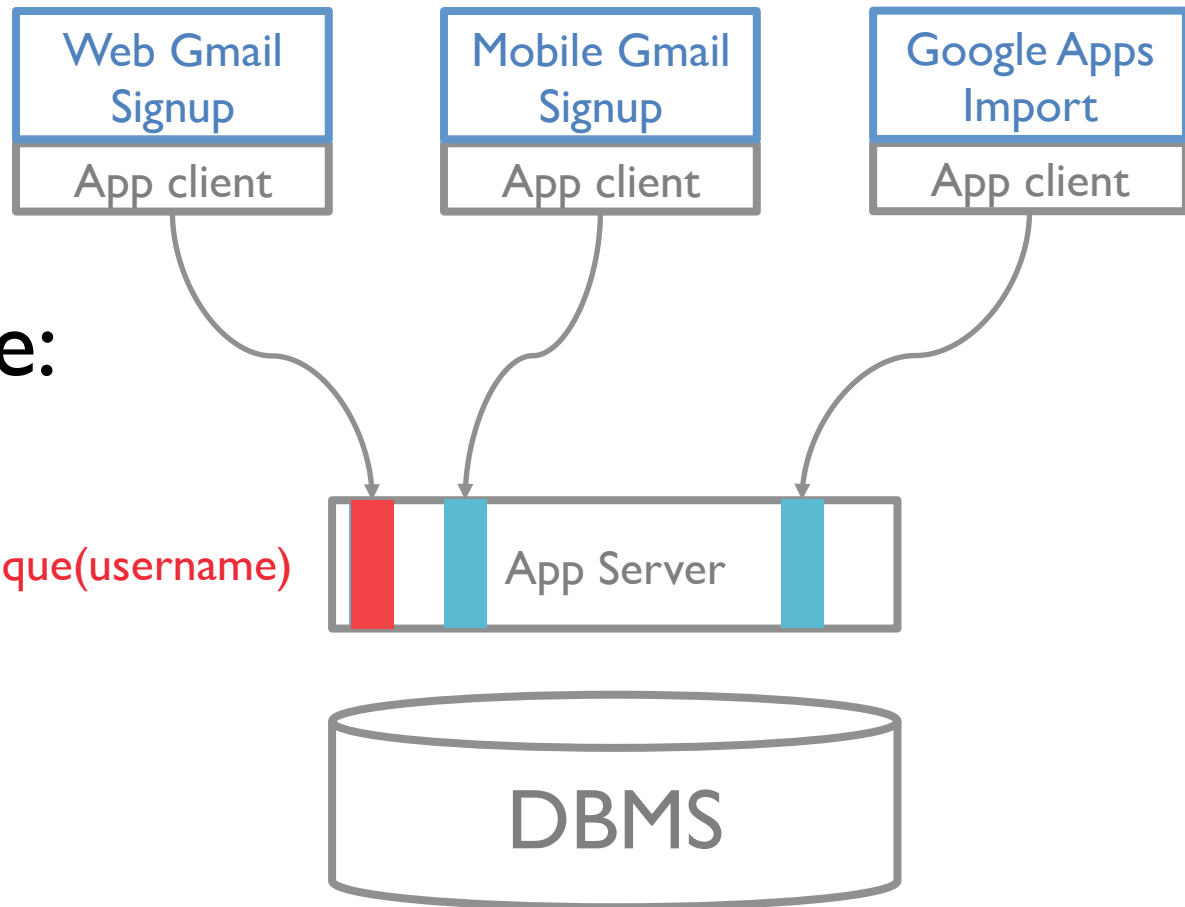 Web Gmail
Signup
Mobile Gmail
Signup
Google Apps
Import
App client
App client
App client
e:
que(username)
App Server
DBMS